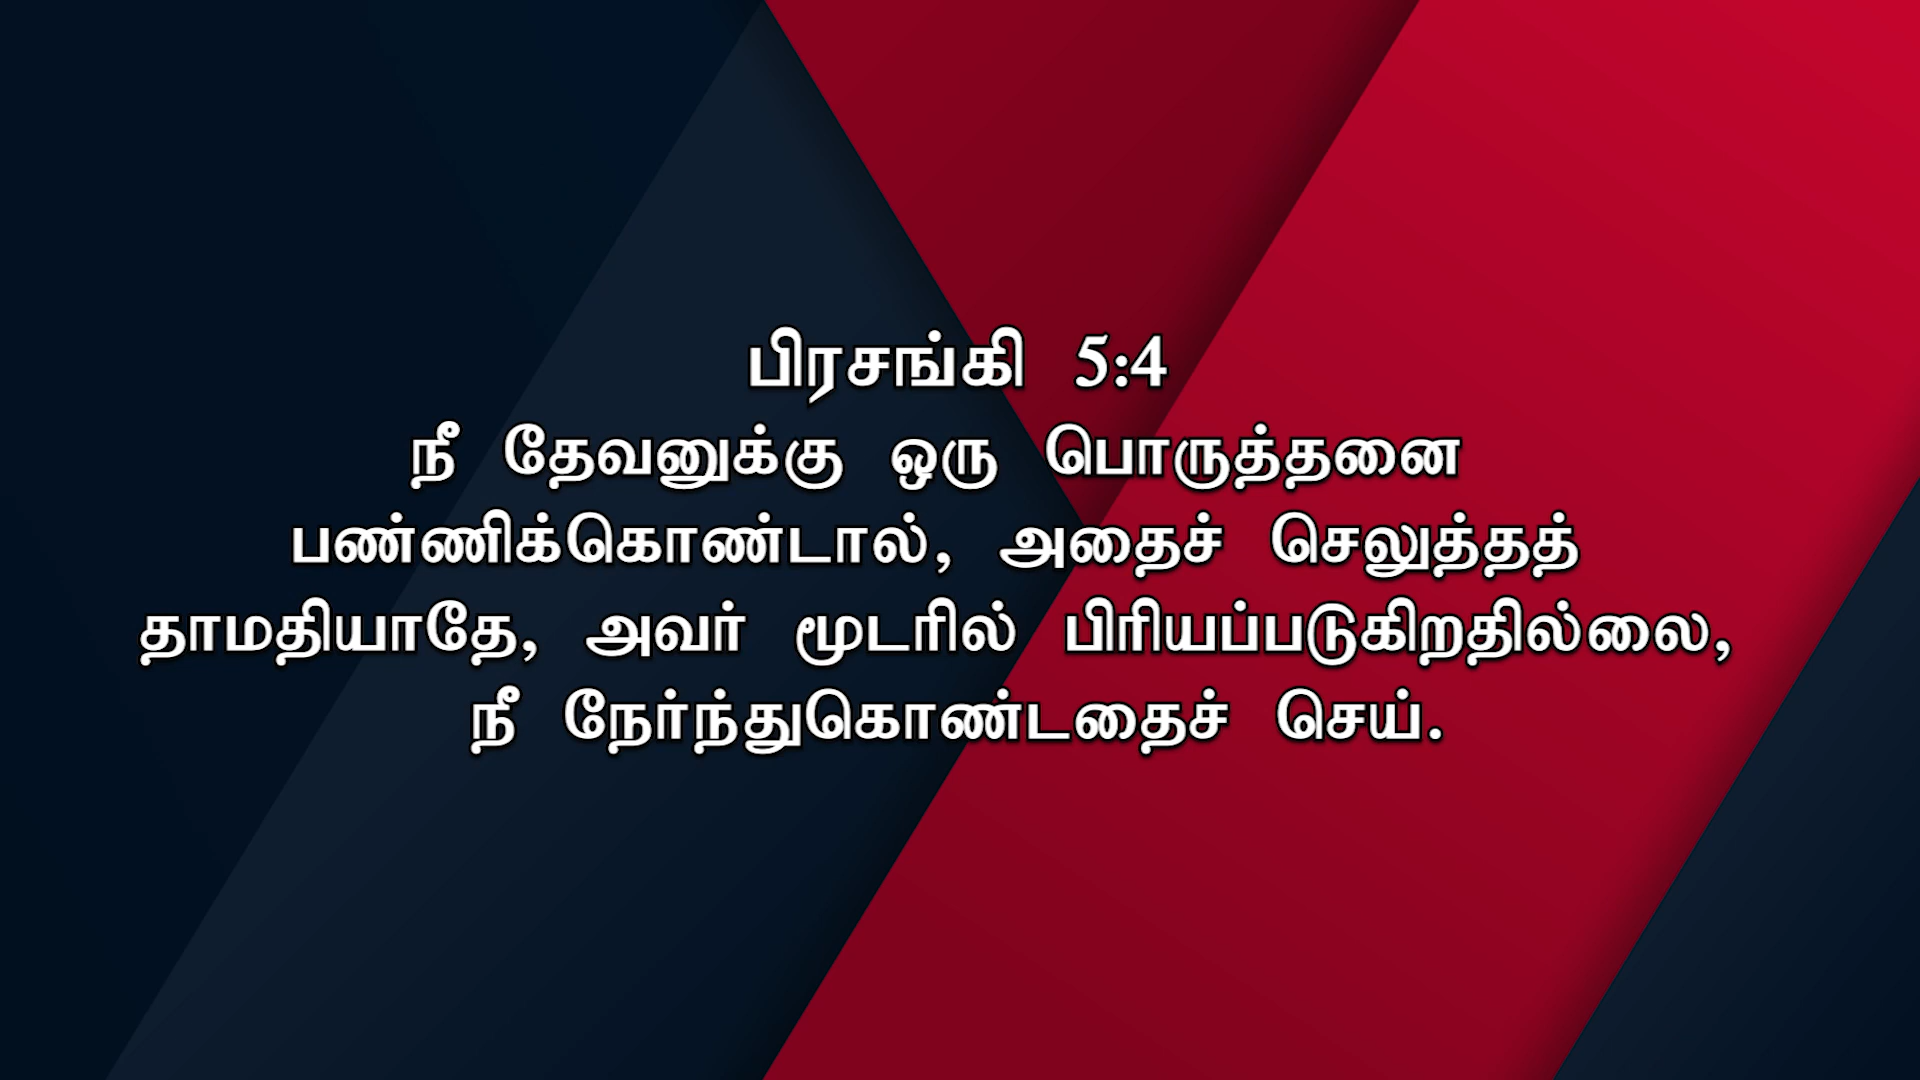 பிரசங்கி 5:4
நீ தேவனுக்கு ஒரு பொருத்தனை
பண்ணிக்கொண்டால், அதைச் செலுத்தத்
தாமதியாதே, அவர் மூடரில் பிரியப்படுகிறதில்லை,
நீ நேர்ந்துகொண்டதைச் செய்.